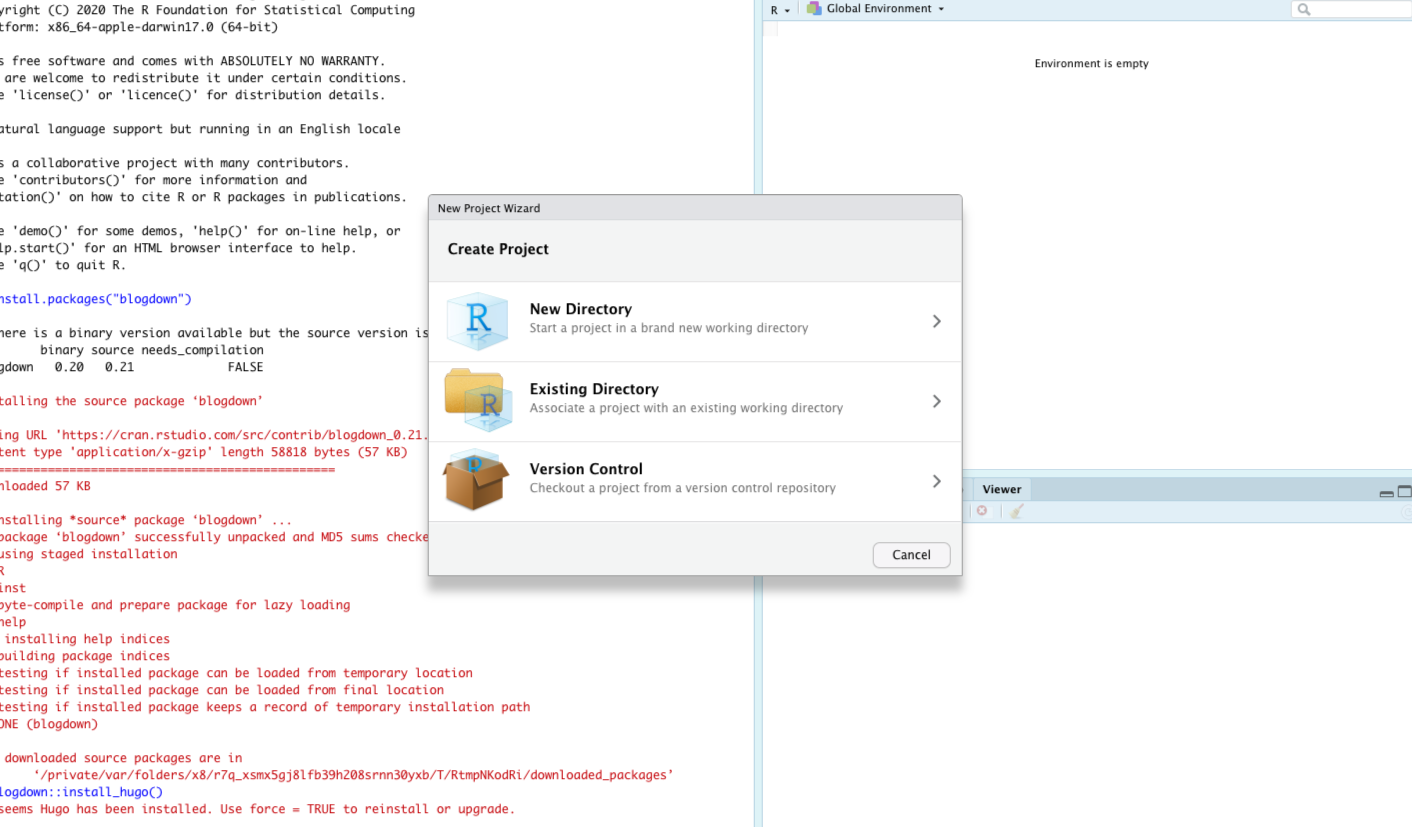 yright (C) 2020 The R Foundation for Statistical Computing
tform: x86_64-apple-darwin17.0 (64-bit)
s free software and comes with ABSOLUTELY NO WARRANTY.
are welcome to redistribute it under certain conditions.
e 'license()' or 'licence()' for distribution details.
atural language support but running in an English locale
s a collaborative project with many contributors.
e 'contributors()' for more information and
tation()' on how to cite R or R packages in publications.
e 'demo()' for some demos, 'help()' for on-line help, or
lp.start()' for an HTML browser interface to help.
e 'q()' to quit R.
nstall.packages("blogdown")
here is a binary version available but the source version is
binary source needs_compilation
gdown 0.20 0.21 FALSE
talling the source package ‘blogdown’
ing URL 'https://cran.rstudio.com/src/contrib/blogdown_0.21.
tent type 'application/x-gzip' length 58818 bytes (57 KB)
===============================================
nloaded 57 KB
nstalling *source* package ‘blogdown’ ...
package ‘blogdown’ successfully unpacked and MD5 sums checke
using staged installation
R
inst
byte-compile and prepare package for lazy loading
help
installing help indices
building package indices
testing if installed package can be loaded from temporary location
testing if installed package can be loaded from final location
testing if installed package keeps a record of temporary installation path
ONE (blogdown)
downloaded source packages are in
‘/private/var/folders/x8/r7q_xsmx5gj8lfb39h208srnn30yxb/T/RtmpNKodRi/downloaded_packages’
logdown::install_hugo()
seems Hugo has been installed. Use force = TRUE to reinstall or upgrade.
R
Global Environment
Environment is empty
New Project Wizard
Create Project
R
New Directory
Start a project in a brand new working directory
R
Existing Directory
Associate a project with an existing working directory
Version Control
Checkout a project from a version control repository
Cancel
Viewer